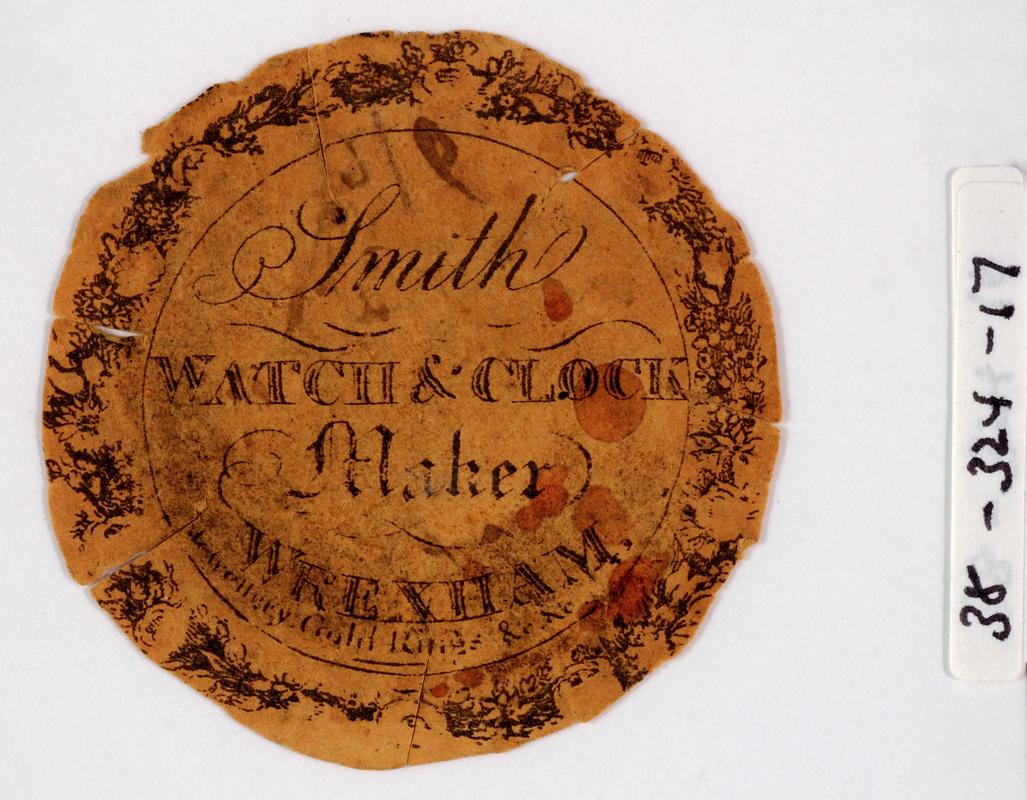 Smith
WATCH & CLOCK
Maker
WREXHAM.
Jewellery, Gold Rings &c &c
38-324-17